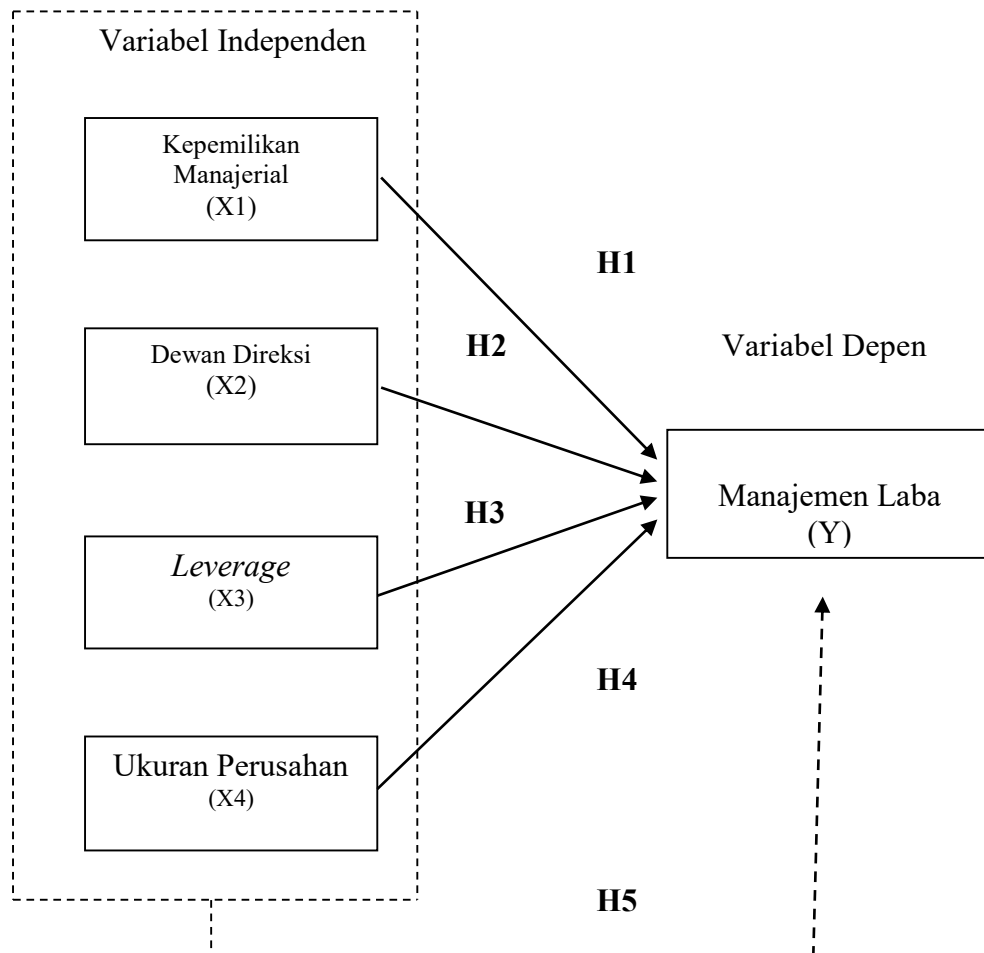 Variabel Independen
Kepemilikan
Manajerial
(X1)
H1
H2
Dewan Direksi
(X2)
Variabel Depen
Manajemen Laba
(Y)
H3
Leverage
(X3)
H4
Ukuran Perusahan
(X4)
H5